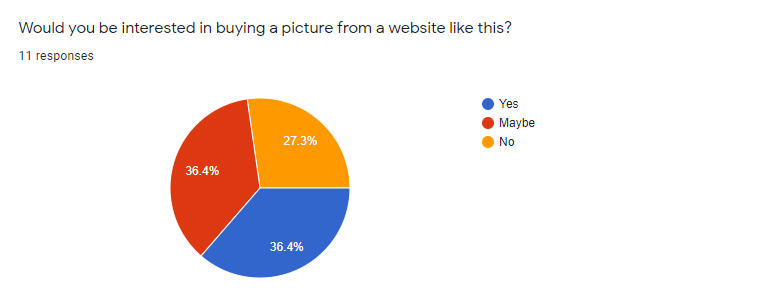 Would you be interested in buying a picture from a website like this?
11 responses
Yes
Maybe
No
27.3%
36.4%
36.4%